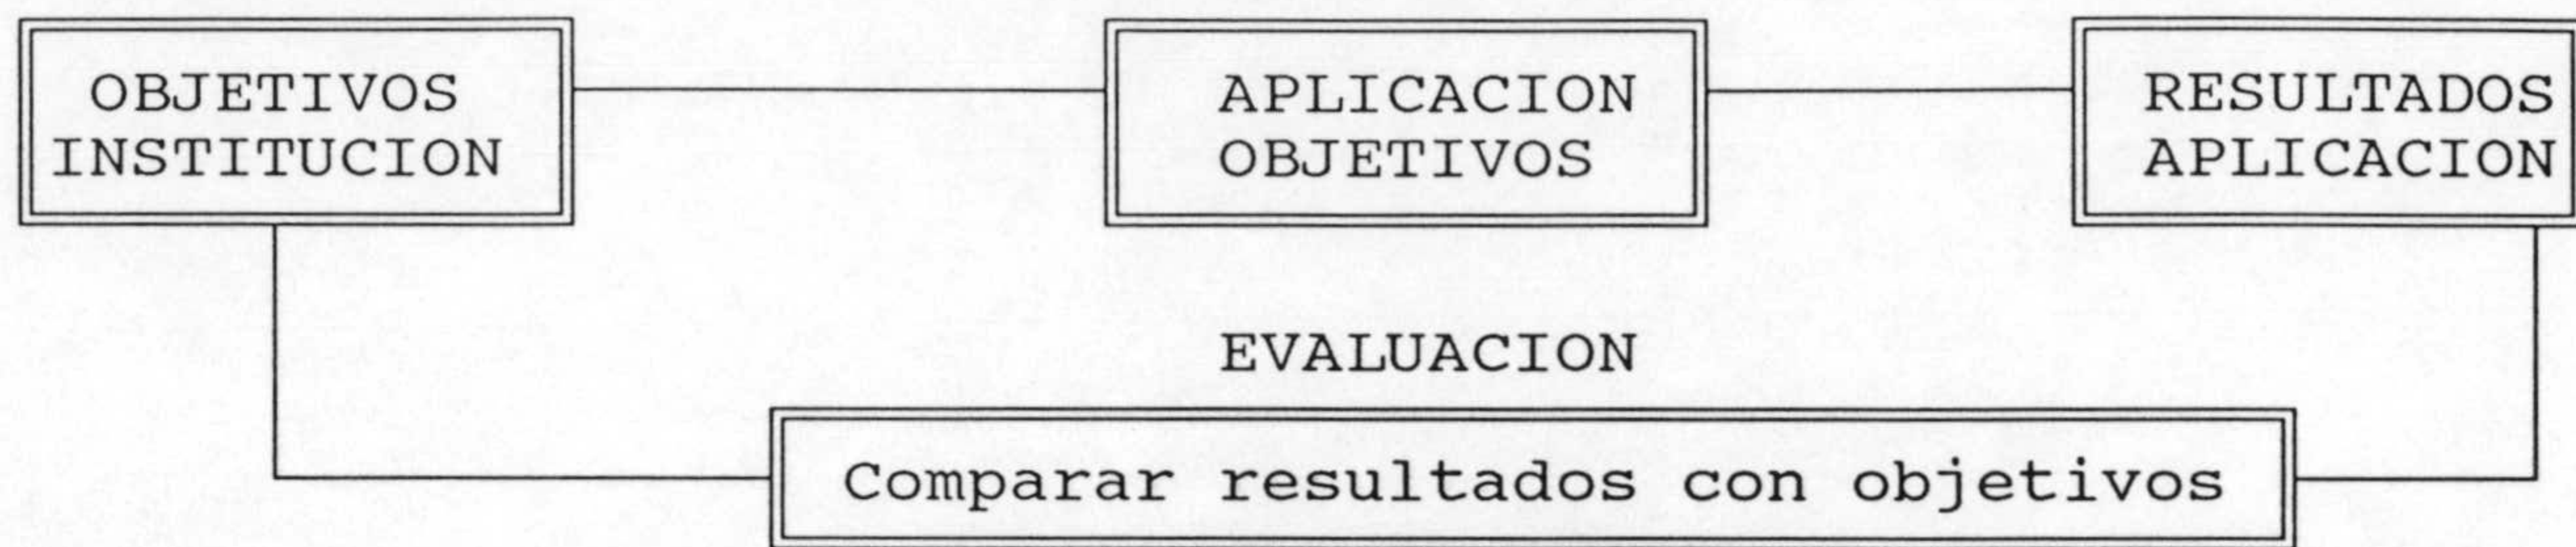 OBJETIVOS
INSTITUCION
APLICACION
OBJETIVOS
RESULTADOS
APLICACION
EVALUACION
Comparar resultados con objetivos